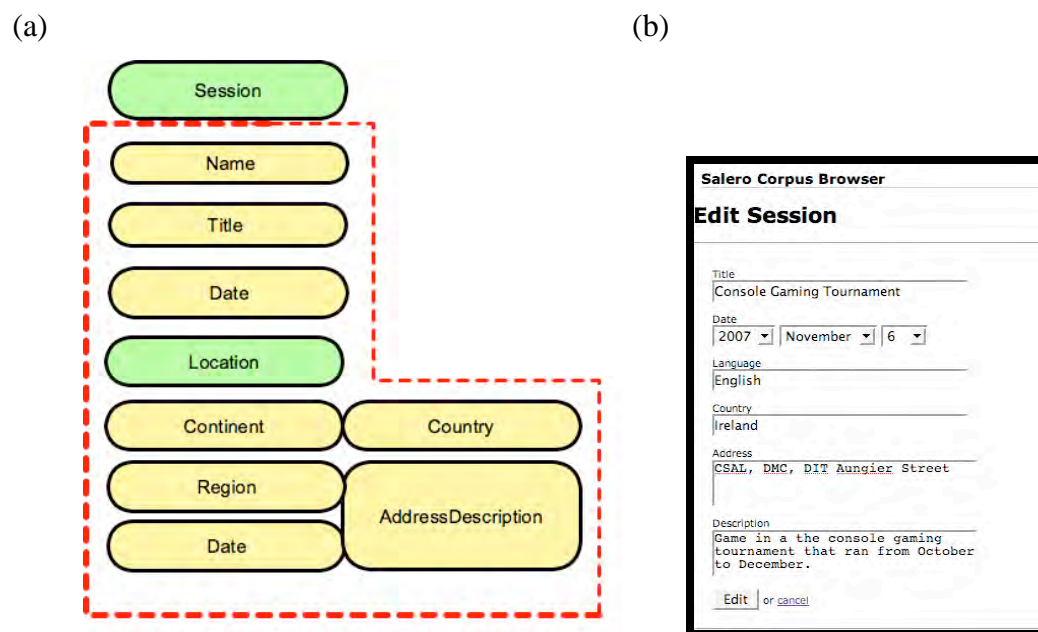 (a)
Session
Name
Title
Date
Location
Continent
Country
Region
AddressDescription
Date
(b)
Salero Corpus Browser
Edit Session
Title
Console Gaming Tournament
Date
2007 November 6
Language
English
Country
Ireland
Address
CSAL, DMC, DIT Aungier Street
Description
Game in a the console gaming
tournament that ran from October
to December.
Edit or cancel